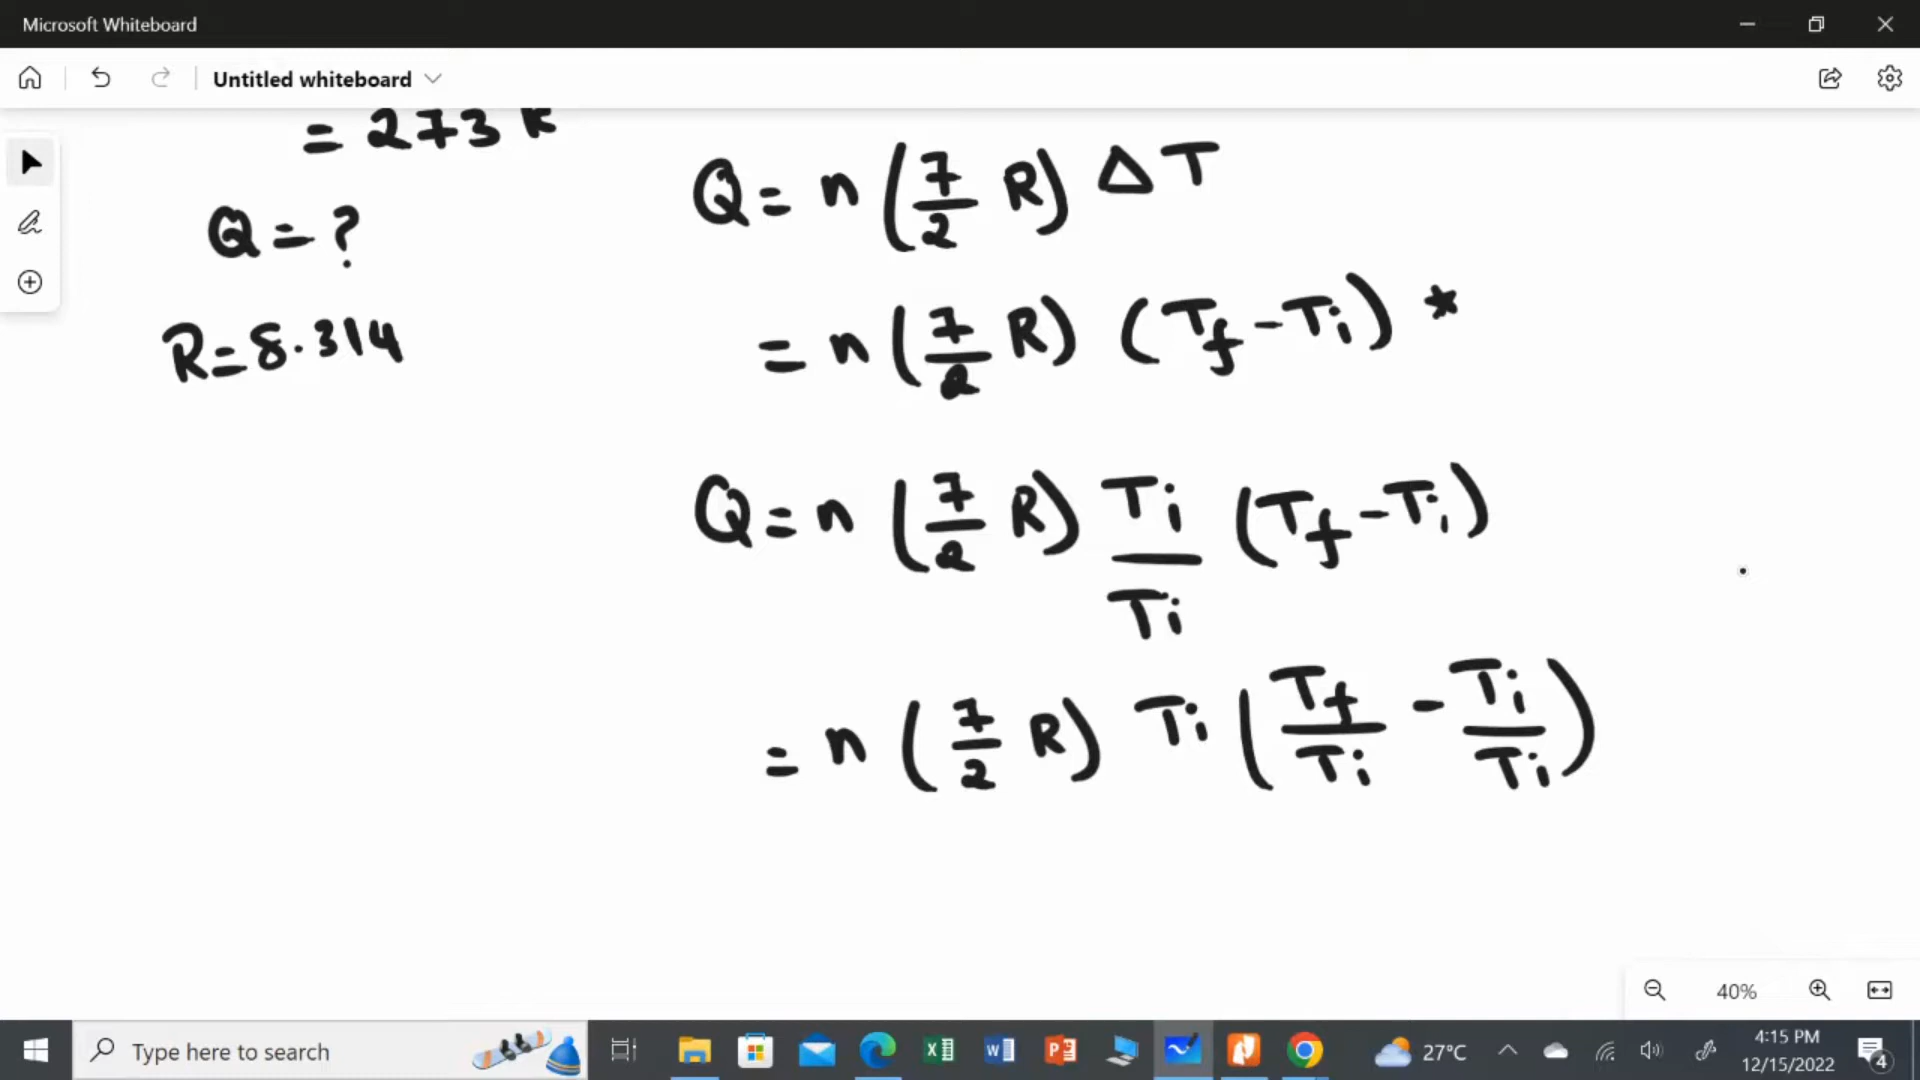 Microsoft Whiteboard
Untitled whiteboard
= 273 K
Q = ?
R = 8.314
Q = n (7/2 R) ΔT
= n (7/2 R) (Tf - Ti) *
Q = n (7/2 R) Ti/Ti (Tf - Ti)
= n (7/2 R) Ti (Tf/Ti - Ti/Ti)
40%
Type here to search
27°C
4:15 PM
12/15/2022
4